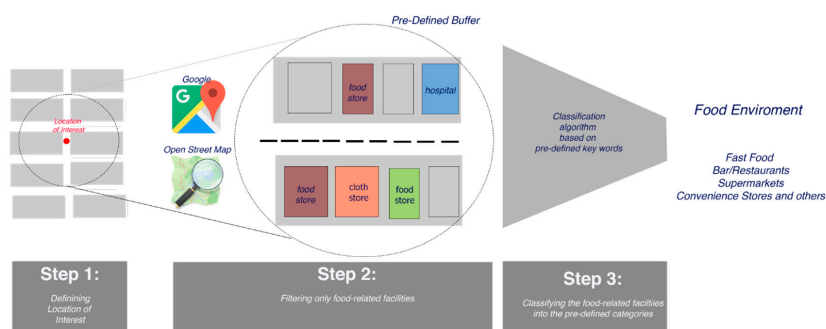 Pre-Defined Buffer
Google
G
Location
of Interest
Open Street Map
food
store
hospital
food
store
cloth
store
food
store
Classification
algorithm
based on
pre-defined key words
Food Enviroment
Fast Food
Bar/Restaurants
Supermarkets
Convenience Stores and others
Step 1:
Definining
Location of
Interest
Step 2:
Filtering only food-related facilities
Step 3:
Classifying the food-related faciltiies
into the pre-defined categories